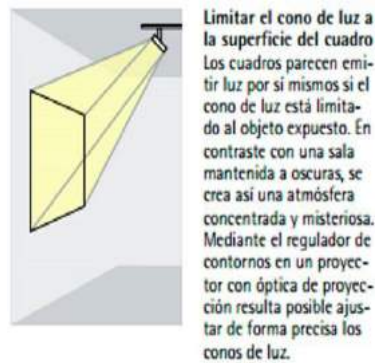 Limitar el cono de luz a
la superficie del cuadro
Los cuadros parecen emi-
tir luz por sí mismos si el
cono de luz está limita-
do al objeto expuesto. En
contraste con una sala
mantenida a oscuras, se
crea así una atmósfera
concentrada y misteriosa.
Mediante el regulador de
contornos en un proyec-
tor con óptica de proyec-
ción resulta posible ajus-
tar de forma precisa los
conos de luz.